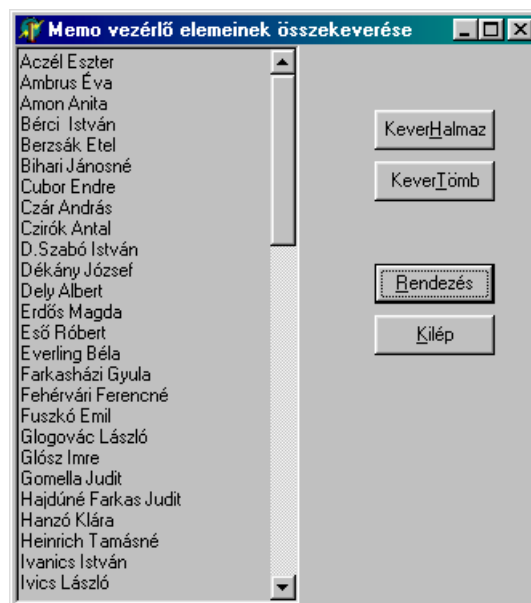 Memo vezérlő elemeinek összekeverése
Aczél Eszter
Ambrus Éva
Amon Anita
Bérci  István
Berzsák Etel
Bihari Jánosné
Cubor Endre
Czár András
Czirók Antal
D.Szabó István
Dékány József
Dely Albert
Erdős Magda
Eső Róbert
Everling Béla
Farkasházi Gyula
Fehérvári Ferencné
Fuszkó Emil
Glogovác László
Glósz Imre
Gomella Judit
Hajdúné Farkas Judit
Hanzó Klára
Heinrich Tamásné
Ivanics István
Ivics László
KeverHalmaz
KeverTömb
Rendezés
Kilép